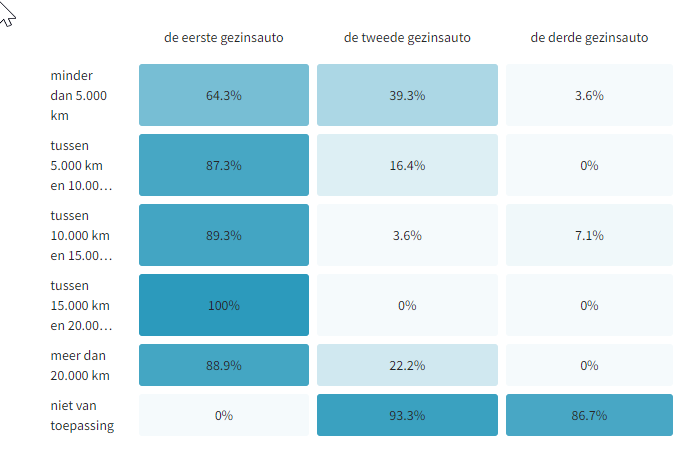 de eerste gezinsauto de tweede gezinsauto de derde gezinsauto
minder
dan 5.000
km
64.3% 39.3% 3.6%
tussen
5.000 km
en 10.00…
87.3% 16.4% 0%
tussen
10.000 km
en 15.00…
89.3% 3.6% 7.1%
tussen
15.000 km
en 20.00…
100% 0% 0%
meer dan
20.000 km
88.9% 22.2% 0%
niet van
toepassing
0% 93.3% 86.7%